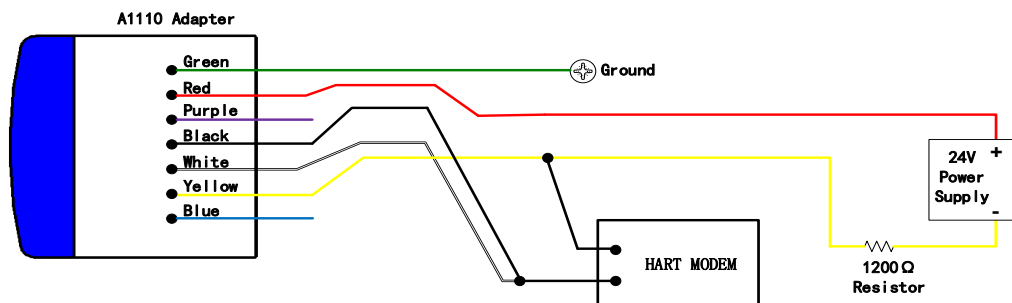 A1110 Adapter
Green
Ground
Red
Purple
Black
White
Yellow
Blue
24V
Power
Supply
+
-
HART MODEM
1200Ω
Resistor